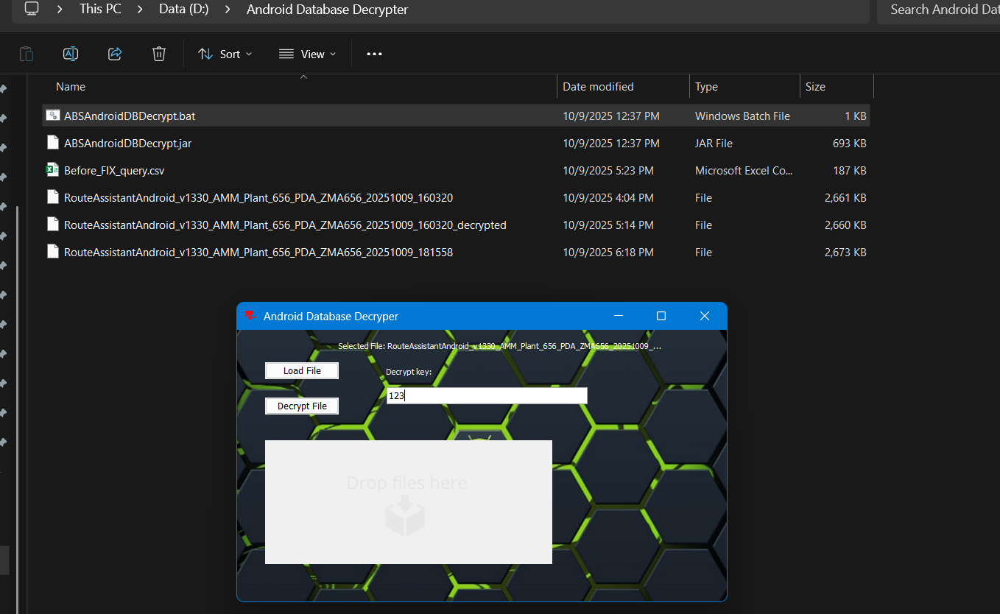 This PC > Data (D:) > Android Database Decrypter Search Android Dat
Sort View
Name Date modified Type Size
ABSAndroidDBDecrypt.bat 10/9/2025 12:37 PM Windows Batch File 1 KB
ABSAndroidDBDecrypt.jar 10/9/2025 12:37 PM JAR File 693 KB
Before_FIX_query.csv 10/9/2025 5:23 PM Microsoft Excel Co... 187 KB
RouteAssistantAndroid_v1330_AMM_Plant_656_PDA_ZMA656_20251009_160320 10/9/2025 4:04 PM File 2,661 KB
RouteAssistantAndroid_v1330_AMM_Plant_656_PDA_ZMA656_20251009_160320_decrypted 10/9/2025 5:14 PM File 2,660 KB
RouteAssistantAndroid_v1330_AMM_Plant_656_PDA_ZMA656_20251009_181558 10/9/2025 6:18 PM File 2,673 KB
Android Database Decryper
Selected File: RouteAssistantAndroid_v1330_AMM_Plant_656_PDA_ZMA656_20251009_...
Load File Decrypt key:
123
Decrypt File
Drop files here